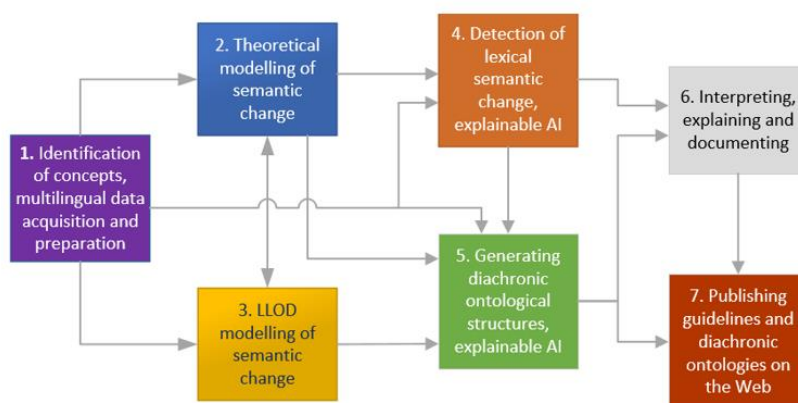 1. Identification
of concepts,
multilingual data
acquisition and
preparation
2. Theoretical
modelling of
semantic
change
3. LLOD
modelling of
semantic
change
4. Detection of
lexical
semantic
change,
explainable AI
5. Generating
diachronic
ontological
structures,
explainable AI
6. Interpreting,
explaining and
documenting
7. Publishing
guidelines and
diachronic
ontologies on
the Web